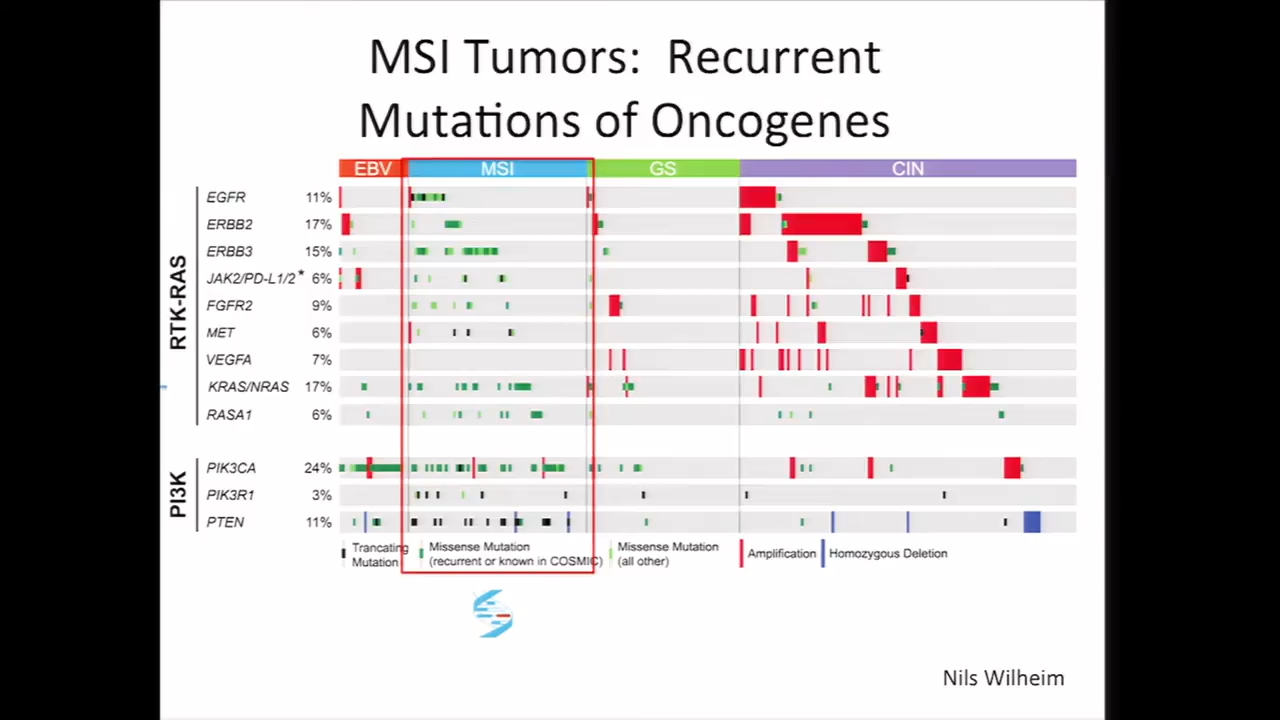 MSI Tumors: Recurrent
Mutations of Oncogenes
EBV MSI GS CIN
RTK-RAS
EGFR 11%
ERBB2 17%
ERBB3 15%
JAK2/PD-L1/2* 6%
FGFR2 9%
MET 6%
VEGFA 7%
KRAS/NRAS 17%
RASA1 6%
PI3K
PIK3CA 24%
PIK3R1 3%
PTEN 11%
Trancating
Mutation
Missense Mutation
(recurrent or known in COSMIC)
Missense Mutation
(all other)
Amplification
Homozygous Deletion
Nils Wilheim